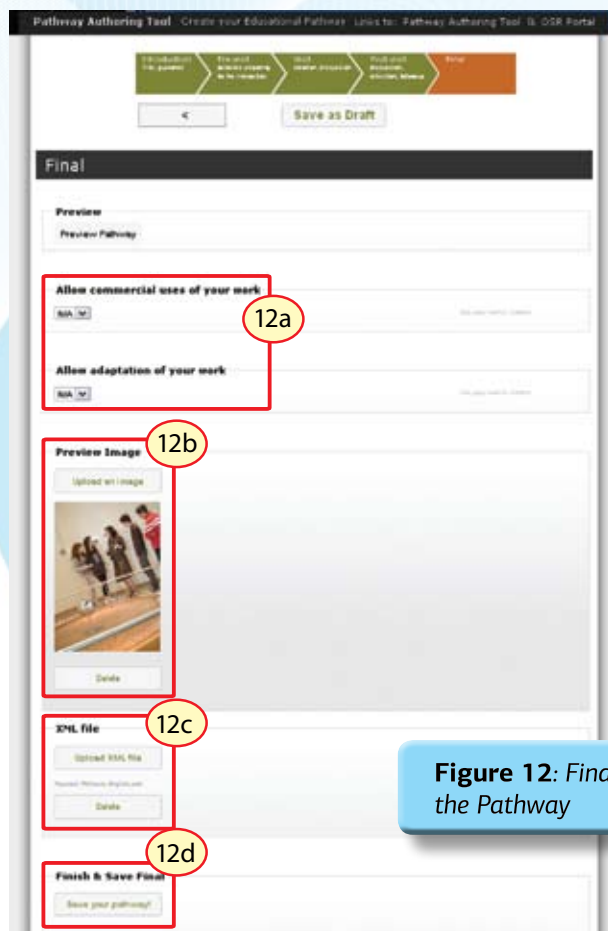 Pathway Authoring Tool Create your Educational Pathway Links to: Pathway Authoring Tool & OSR Portal
Final
<
Save as Draft
Final
Preview
Preview Pathway
Allow commercial uses of your work
N/A
12a
Allow adaptation of your work
N/A
12b
Preview Image
Upload an image
Delete
12c
XML file
Upload XML file
Delete
Figure 12: Fina
the Pathway
12d
Finish & Save Final
Save your pathway!